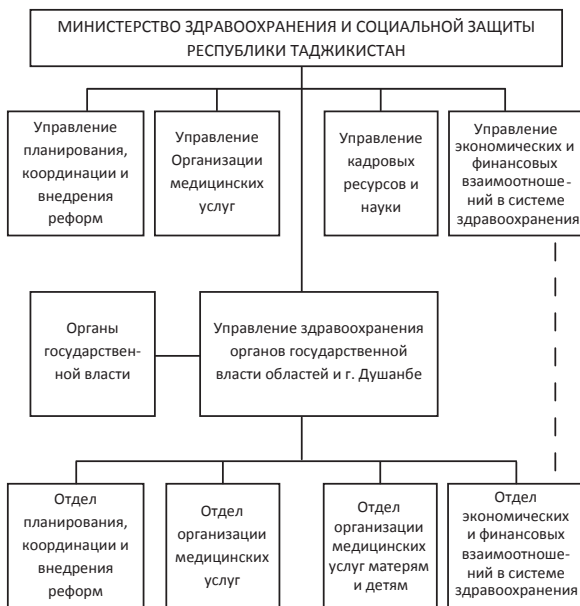 МИНИСТЕРСТВО ЗДРАВООХРАНЕНИЯ И СОЦИАЛЬНОЙ ЗАЩИТЫ
РЕСПУБЛИКИ ТАДЖИКИСТАН
Управление
планирования,
координации и
внедрения
реформ
Управление
Организации
медицинских
услуг
Управление
кадровых
ресурсов и
науки
Управление
экономических и
финансовых
взаимоотноше-
ний в системе
здравоохранения
Органы
государствен-
ной власти
Управление здравоохранения
органов государственной
власти областей и г. Душанбе
Отдел
планирования,
координации и
внедрения
реформ
Отдел
организации
медицинских
услуг
Отдел
организации
медицинских
услуг матерям
и детям
Отдел
экономических
и финансовых
взаимоотноше-
ний в системе
здравоохранения